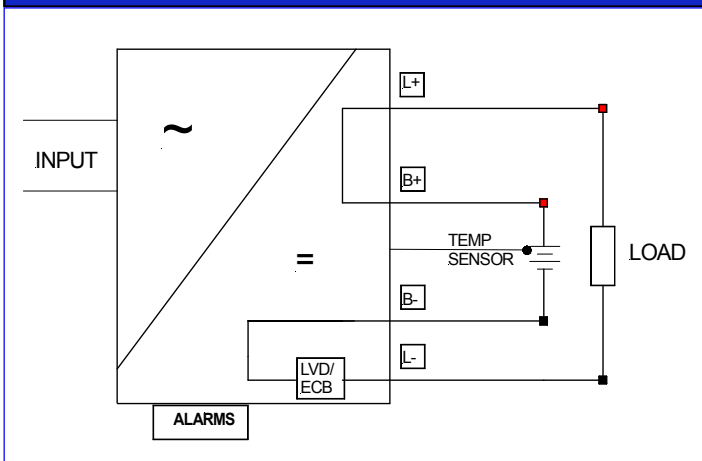 L+
~
INPUT
B+
TEMP
SENSOR
LOAD
=
B-
L-
LVD/
ECB
ALARMS